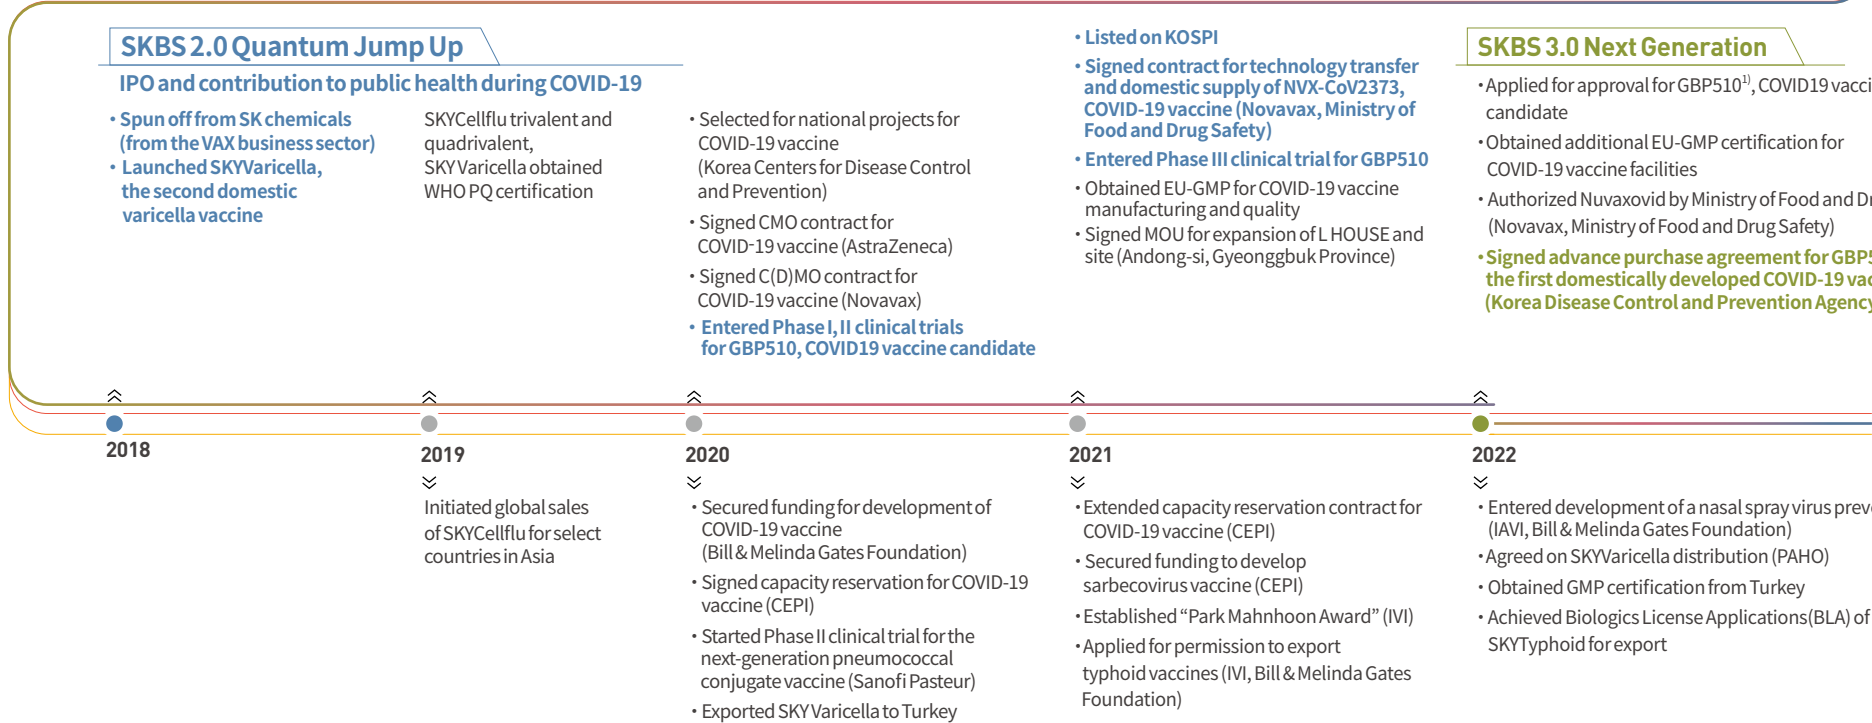 SKBS 2.0 Quantum Jump Up
IPO and contribution to public health during COVID-19
• Spun off from SK chemicals
(from the VAX business sector)
• Launched SKYVaricella,
the second domestic
varicella vaccine
SKYCellflu trivalent and
quadrivalent,
SKY Varicella obtained
WHO PQ certification
• Selected for national projects for
COVID-19 vaccine
(Korea Centers for Disease Control
and Prevention)
• Signed CMO contract for
COVID-19 vaccine (AstraZeneca)
• Signed C(D)MO contract for
COVID-19 vaccine (Novavax)
• Entered Phase I, II clinical trials
for GBP510, COVID19 vaccine candidate
• Listed on KOSPI
• Signed contract for technology transfer
and domestic supply of NVX-CoV2373,
COVID-19 vaccine (Novavax, Ministry of
Food and Drug Safety)
• Entered Phase III clinical trial for GBP510
• Obtained EU-GMP for COVID-19 vaccine
manufacturing and quality
• Signed MOU for expansion of L HOUSE and
site (Andong-si, Gyeonggbuk Province)
SKBS 3.0 Next Generation
• Applied for approval for GBP510¹⁾, COVID19
candidate
• Obtained additional EU-GMP certification for
COVID-19 vaccine facilities
• Authorized Nuvaxovid by Ministry of Food and
(Novavax, Ministry of Food and Drug Safety)
• Signed advance purchase agreement for
the first domestically developed COVID-19
(Korea Disease Control and Prevention Agency
2018
2019
2020
2021
2022
Initiated global sales
of SKYCellflu for select
countries in Asia
• Secured funding for development of
COVID-19 vaccine
(Bill & Melinda Gates Foundation)
• Signed capacity reservation for COVID-19
vaccine (CEPI)
• Started Phase II clinical trial for the
next-generation pneumococcal
conjugate vaccine (Sanofi Pasteur)
• Exported SKY Varicella to Turkey
• Extended capacity reservation contract for
COVID-19 vaccine (CEPI)
• Secured funding to develop
sarbecovirus vaccine (CEPI)
• Established “Park Mahnhoon Award” (IVI)
• Applied for permission to export
typhoid vaccines (IVI, Bill & Melinda Gates
Foundation)
• Entered development of a nasal spray virus
(IAVI, Bill & Melinda Gates Foundation)
• Agreed on SKYVaricella distribution (PAHO)
• Obtained GMP certification from Turkey
• Achieved Biologics License Applications(BLA) of
SKYTyphoid for export